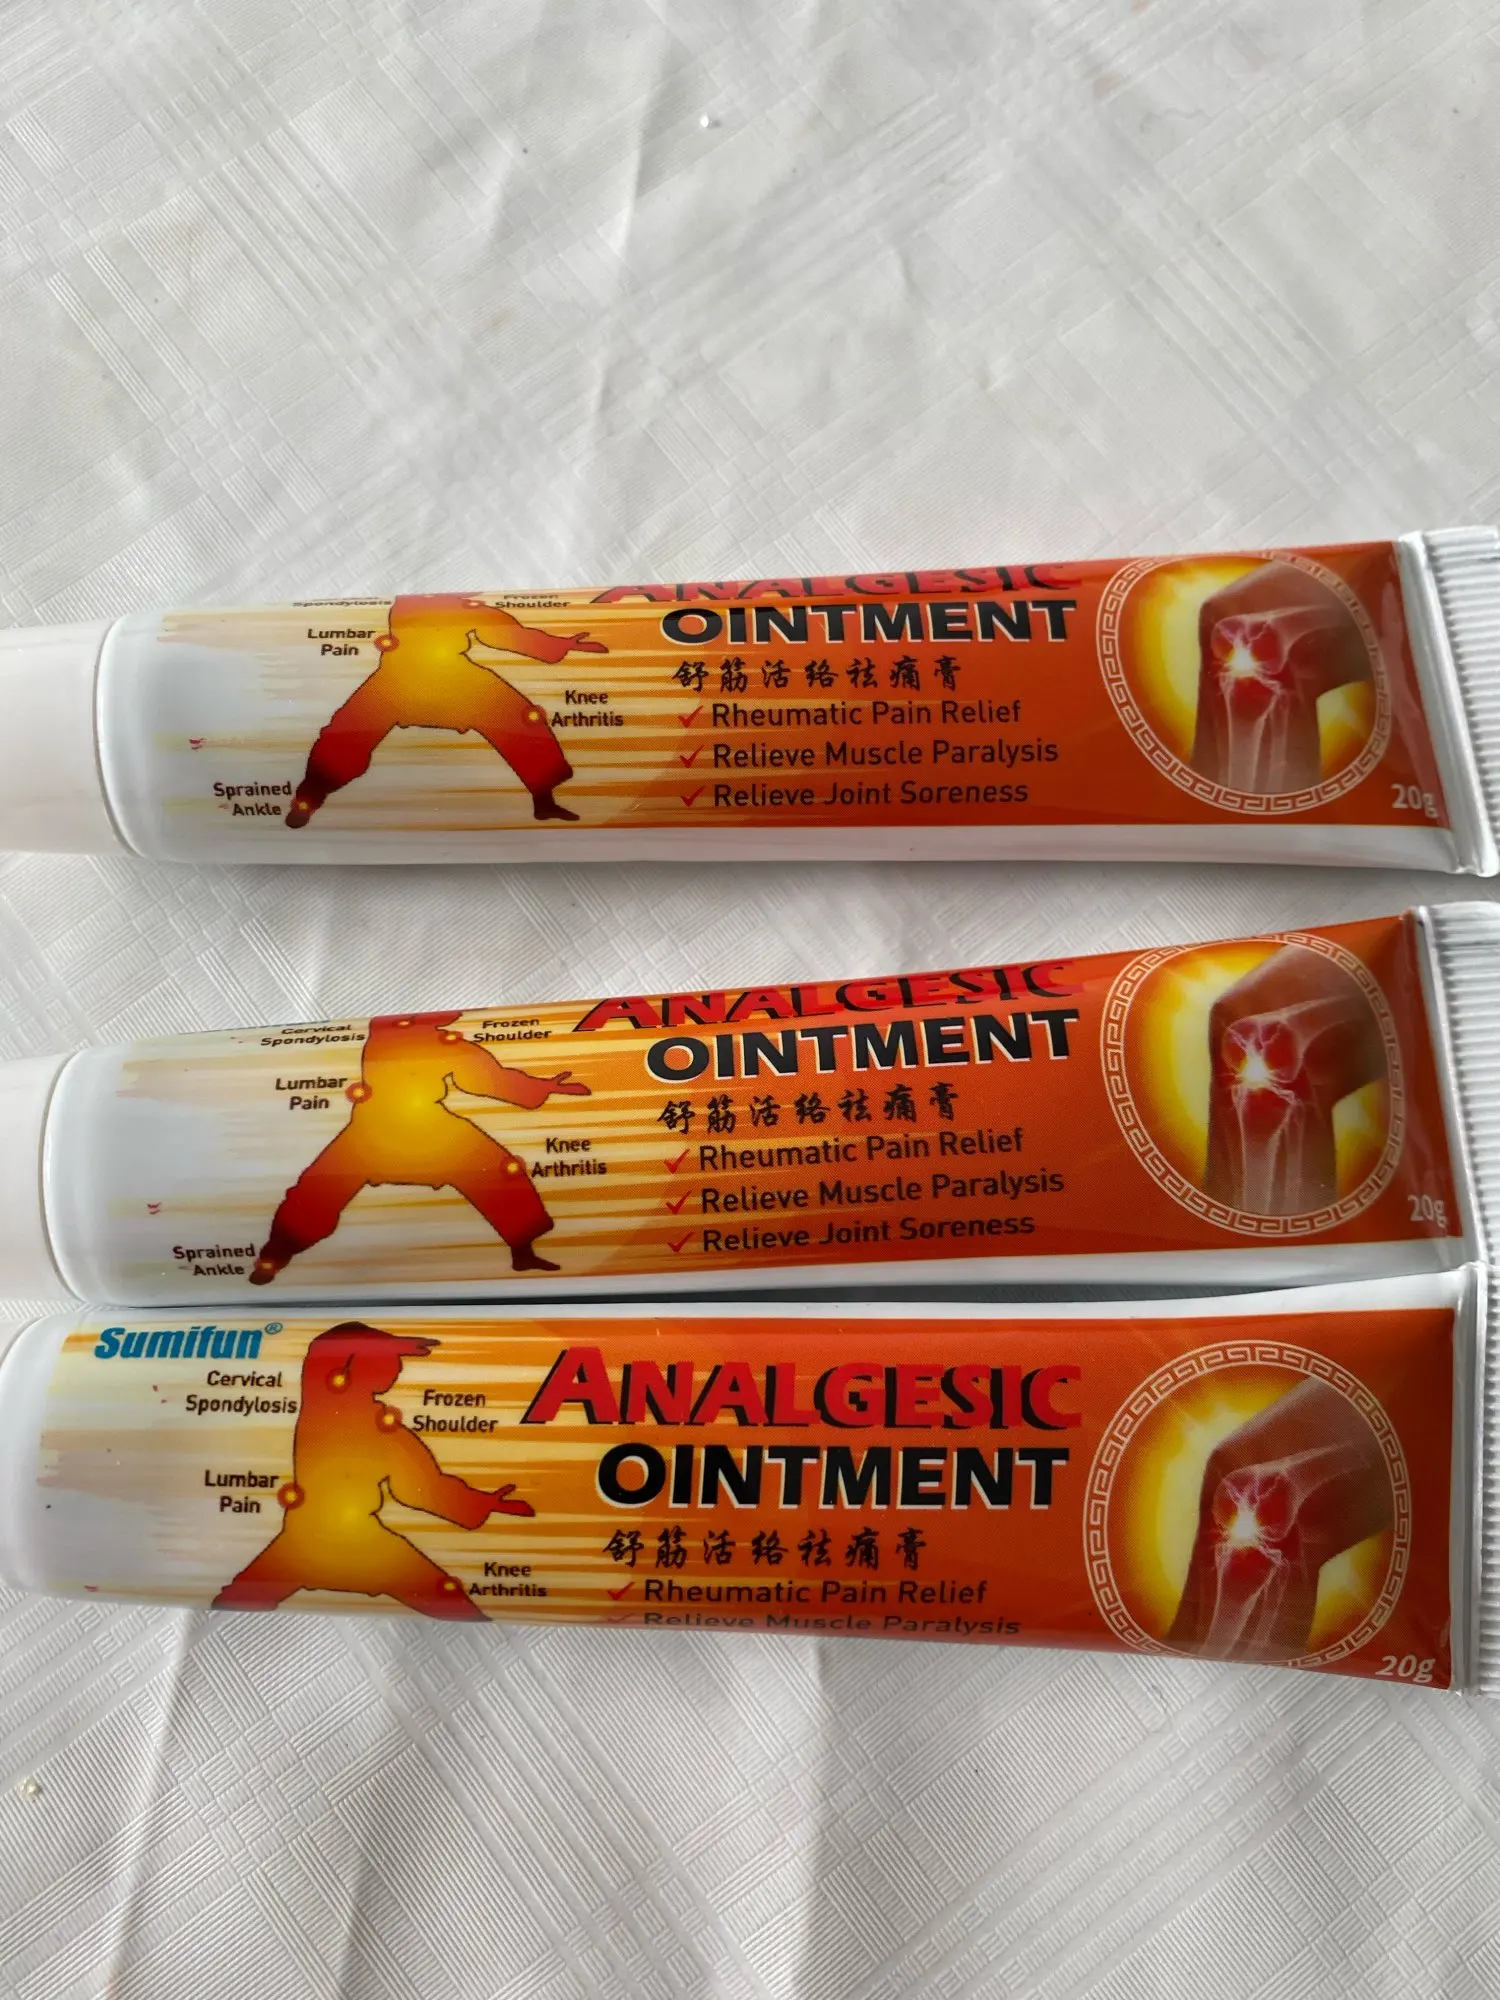 Spondylosis
Frozen
Shoulder
Lumbar
Pain
Knee
Arthritis
Sprained
Ankle
ANALGESIC
OINTMENT
舒筋活络祛痛膏
Rheumatic Pain Relief
Relieve Muscle Paralysis
Relieve Joint Soreness
20g
Cervical
Spondylosis
Frozen
Shoulder
Lumbar
Pain
Knee
Arthritis
Sprained
Ankle
ANALGESIC
OINTMENT
舒筋活络祛痛膏
Rheumatic Pain Relief
Relieve Muscle Paralysis
Relieve Joint Soreness
20g
Sumifun®
Cervical
Spondylosis
Frozen
Shoulder
Lumbar
Pain
Knee
Arthritis
ANALGESIC
OINTMENT
舒筋活络祛痛膏
Rheumatic Pain Relief
Relieve Muscle Paralysis
20g